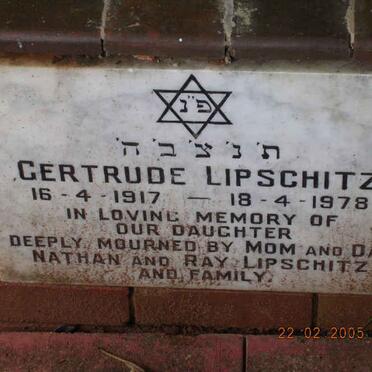 פ"נ
ת' נ' צ' ב' ה'
GERTRUDE LIPSCHITZ
16-4-1917 — 18-4-1978
IN LOVING MEMORY OF
OUR DAUGHTER
DEEPLY MOURNED BY MOM AND DA
NATHAN AND RAY LIPSCHITZ
AND FAMILY.
22 02 2005